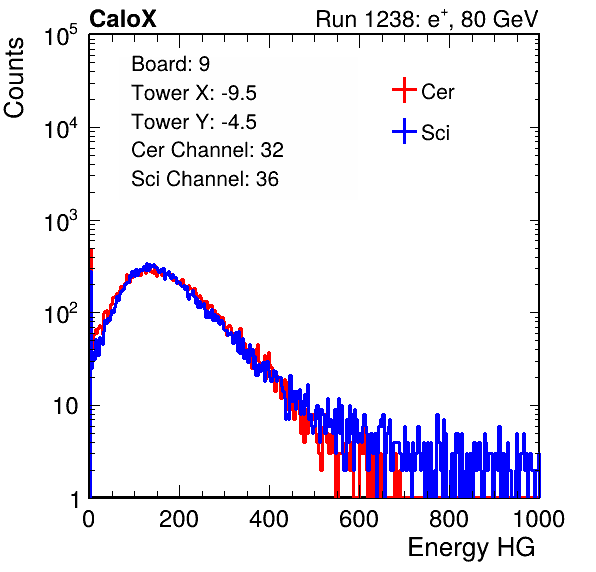 CaloX Run 1238: e⁺, 80 GeV
Counts
10⁵
10⁴
10³
10²
10
1
Board: 9
Tower X: -9.5
Tower Y: -4.5
Cer Channel: 32
Sci Channel: 36
Cer
Sci
0 200 400 600 800 1000
Energy HG